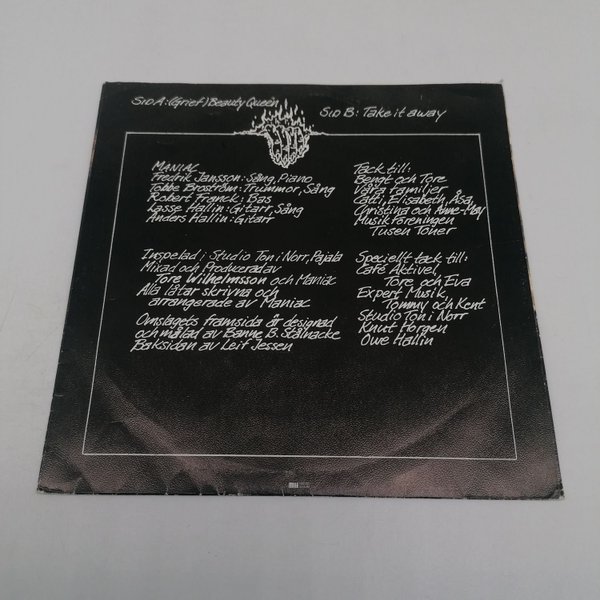 SID A: (Grief) Beauty Queen
SID B: Take it away
MANIAC
Fredrik Jansson: Sång, Piano
Tobbe Broström: Trummor, Sång
Robert Franck: Bas
Lasse Hallin: Gitarr, Sång
Anders Hallin: Gitarr
Tack till:
Bengt och Tore
Våra familjer
Catti, Elisabeth, Åsa,
Christina och Anne-May
Musikföreningen
Tusen Toner
Inspelad i Studio Ton i Norr, Pajala
Mixad och Producerad av
Tore Wilhelmsson och Maniac
Alla låtar skrivna och
arrangerade av Maniac
Omslagets framsida är designad
och målad av B. Stålnacke
Baksidan av Leif Jessen
Speciellt tack till:
Café Aktivel,
Tore och Eva
Expert Musik,
Tommy och Kent
Studio Ton i Norr
Knut Horgen
Owe Hallin